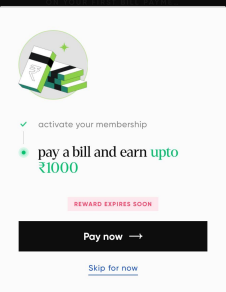 activate your membership
pay a bill and earn upto
₹1000
REWARD EXPIRES SOON
Pay now
Skip for now